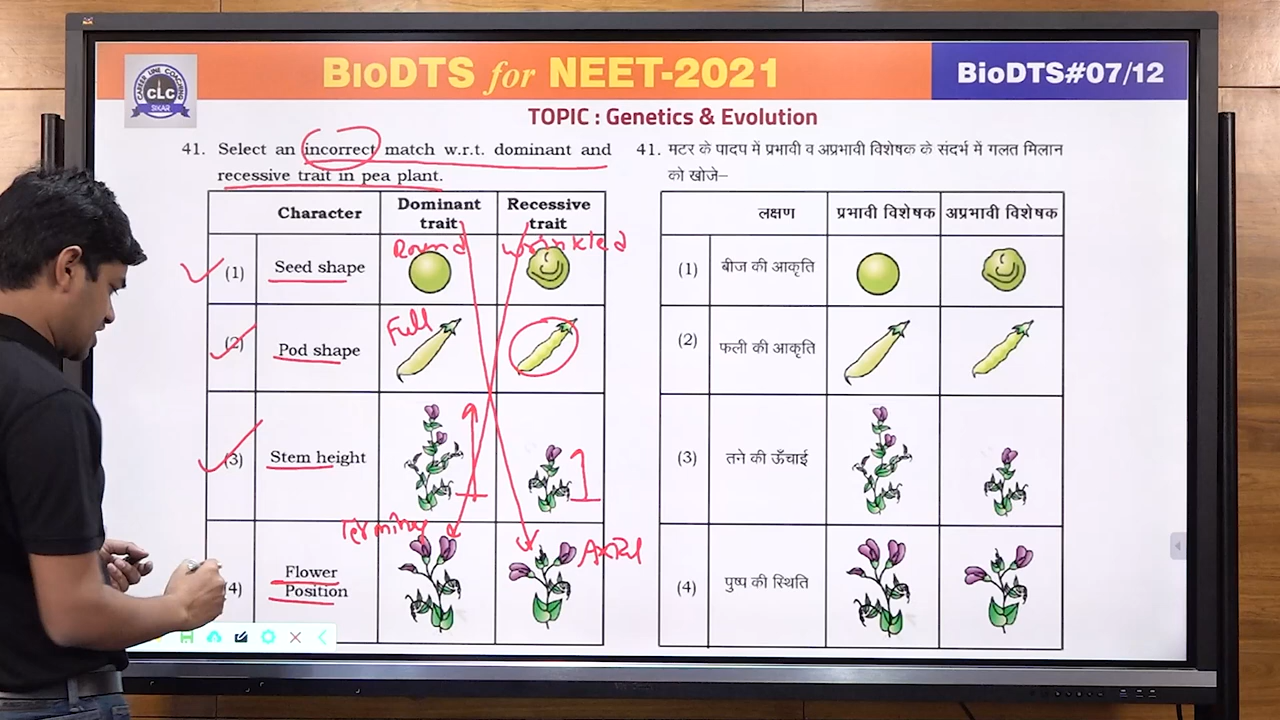 BIODTS for NEET-2021
BioDTS#07/12
CAREER LINE COACHING
CLC
SIKAR
TOPIC : Genetics & Evolution
41. Select an incorrect match w.r.t. dominant and
recessive trait in pea plant.
Character
Dominant
trait
Recessive
trait
Round
Wrinkled
(1) Seed shape
Full
(2) Pod shape
(3) Stem height
Terminal
Axial
4) Flower
Position
41. मटर के पादप में प्रभावी व अप्रभावी विशेषक के संदर्भ में गलत मिलान
को खोजे–
लक्षण
प्रभावी विशेषक
अप्रभावी विशेषक
(1) बीज की आकृति
(2) फली की आकृति
(3) तने की ऊँचाई
(4) पुष्प की स्थिति